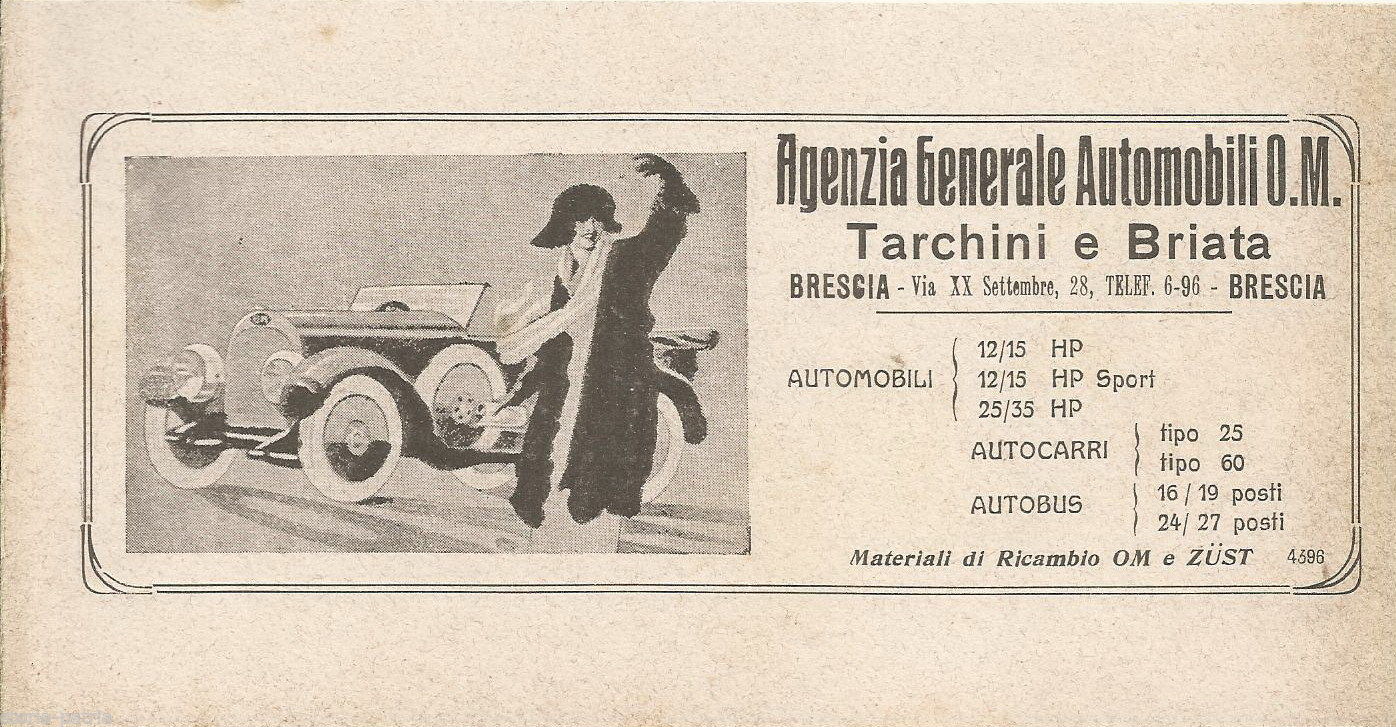 Agenzia Generale Automobili O.M.
Tarchini e Briata
BRESCIA - Via XX Settembre, 28, TELEF. 6-96 - BRESCIA
AUTOMOBILI { 12/15 HP
12/15 HP Sport
25/35 HP
AUTOCARRI } tipo 25
tipo 60
AUTOBUS } 16 / 19 posti
24/ 27 posti
Materiali di Ricambio OM e ZÜST 4396
OM